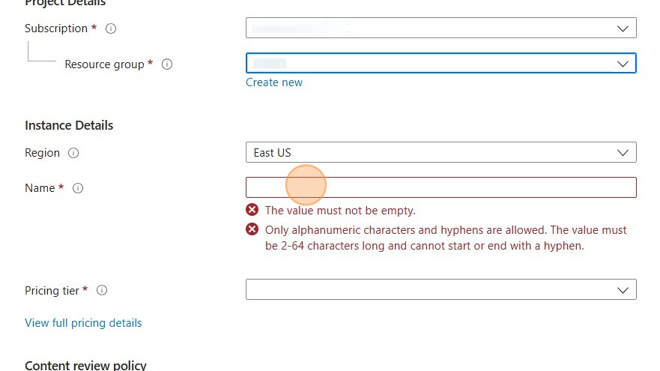 Project Details
Subscription *
Resource group *
Create new
Instance Details
Region
East US
Name *
The value must not be empty.
Only alphanumeric characters and hyphens are allowed. The value must
be 2-64 characters long and cannot start or end with a hyphen.
Pricing tier *
View full pricing details
Content review policy